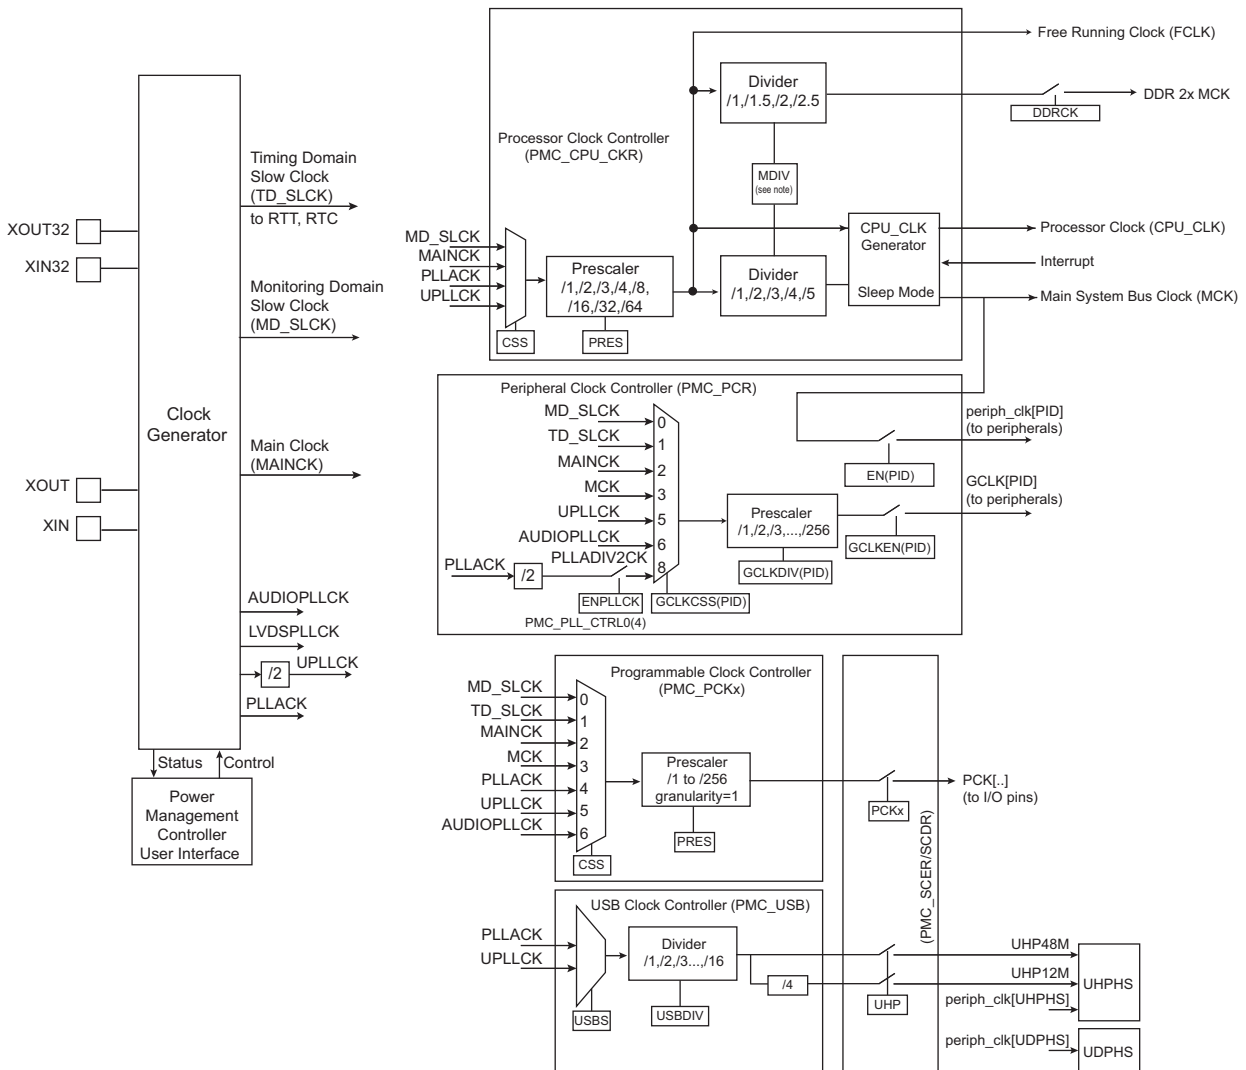 XOUT32
XIN32
XOUT
XIN
Clock
Generator
Timing Domain
Slow Clock
(TD_SLCK)
to RTT, RTC
Monitoring Domain
Slow Clock
(MD_SLCK)
Main Clock
(MAINCK)
AUDIOPLLCK
LVDSPLLCK
/2
UPLLCK
PLLACK
Status
Control
Power
Management
Controller
User Interface
Processor Clock Controller
(PMC_CPU_CKR)
MD_SLCK
MAINCK
PLLACK
UPLLCK
CSS
Prescaler
/1,/2,/3,/4,/8,
/16,/32,/64
PRES
Divider
/1,/1.5,/2,/2.5
MDIV
(see note)
Divider
/1,/2,/3,/4,/5
CPU_CLK
Generator
Sleep Mode
Free Running Clock (FCLK)
DDR 2x MCK
DDRCK
Processor Clock (CPU_CLK)
Interrupt
Main System Bus Clock (MCK)
Peripheral Clock Controller (PMC_PCR)
MD_SLCK
0
TD_SLCK
1
MAINCK
2
MCK
3
UPLLCK
5
AUDIOPLLCK
6
PLLACK
/2
PLLADIV2CK
8
ENPLLCK
PMC_PLL_CTRL0(4)
GCLKCSS(PID)
Prescaler
/1,/2,/3,...,/256
GCLKDIV(PID)
EN(PID)
GCLKEN(PID)
periph_clk[PID]
(to peripherals)
GCLK[PID]
(to peripherals)
Programmable Clock Controller
(PMC_PCKx)
MD_SLCK
0
TD_SLCK
1
MAINCK
2
MCK
3
PLLACK
4
UPLLCK
5
AUDIOPLLCK
6
CSS
Prescaler
/1 to /256
granularity=1
PRES
PCKx
PCK[..]
(to I/O pins)
(PMC_SCER/SCDR)
USB Clock Controller (PMC_USB)
PLLACK
UPLLCK
USBS
Divider
/1,/2,/3...,/16
USBDIV
/4
UHP
UHP48M
UHP12M
periph_clk[UHPHS]
UHPHS
periph_clk[UDPHS]
UDPHS